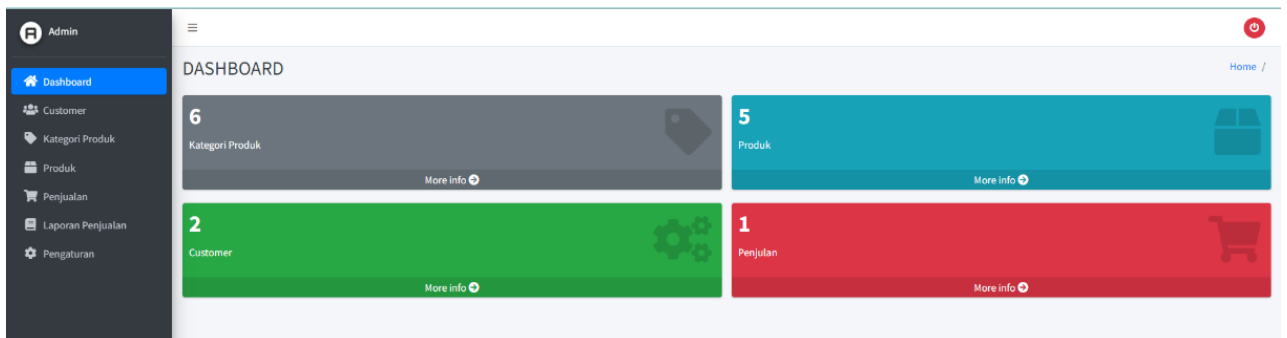 Admin
Dashboard
Customer
Kategori Produk
Produk
Penjualan
Laporan Penjualan
Pengaturan
DASHBOARD
Home /
6
Kategori Produk
More info
5
Produk
More info
2
Customer
More info
1
Penjulan
More info